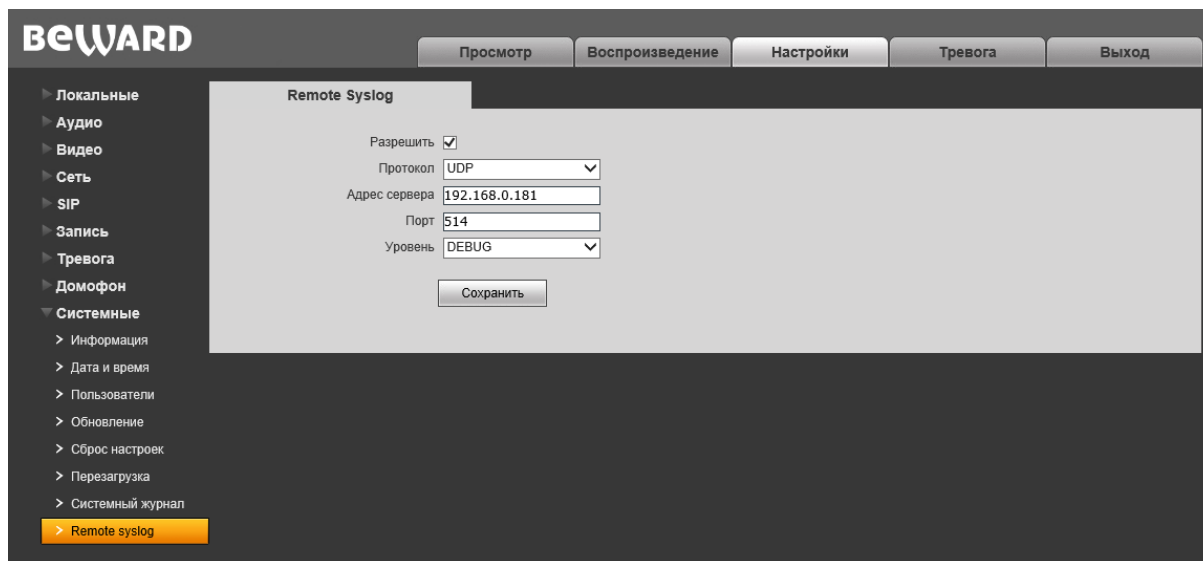 BEWARD
Просмотр
Воспроизведение
Настройки
Тревога
Выход
Локальные
Аудио
Видео
Сеть
SIP
Запись
Тревога
Домофон
Системные
Информация
Дата и время
Пользователи
Обновление
Сброс настроек
Перезагрузка
Системный журнал
Remote syslog
Remote Syslog
Разрешить
Протокол UDP
Адрес сервера 192.168.0.181
Порт 514
Уровень DEBUG
Сохранить